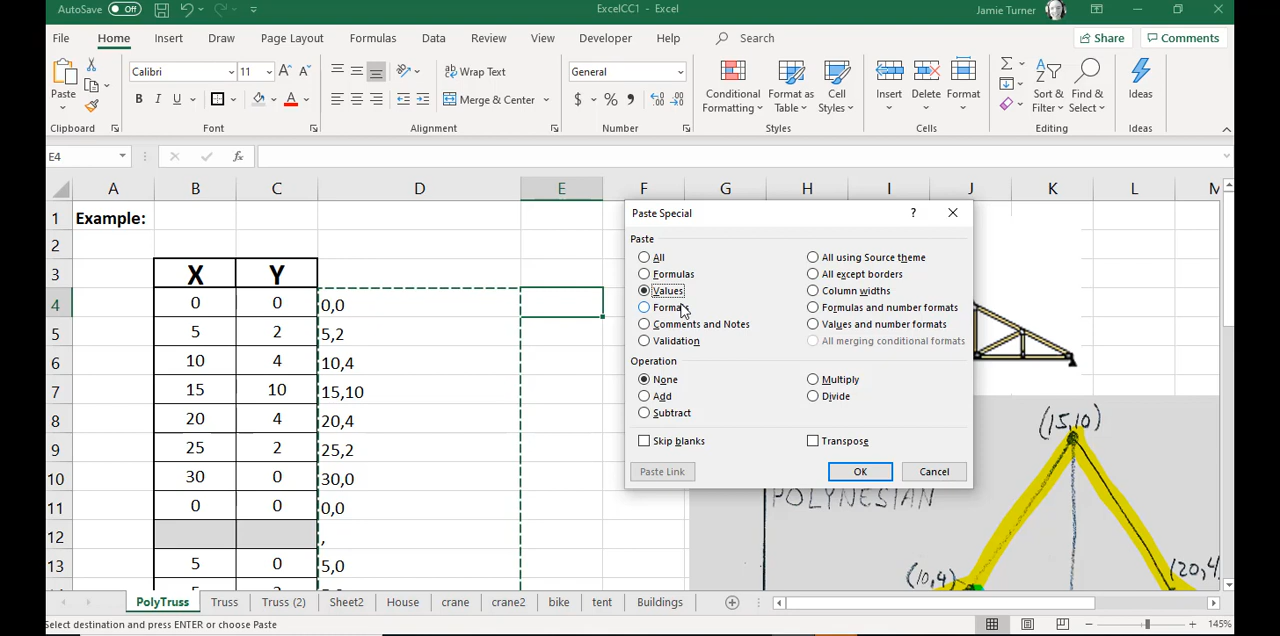 AutoSave Off
ExcelCC1 - Excel
Jamie Turner
File Home Insert Draw Page Layout Formulas Data Review View Developer Help Search Share Comments
Calibri 11
Wrap Text
General
Paste
B I U
Merge & Center
$ % ,
Conditional Formatting
Format as Table
Cell Styles
Insert Delete Format
Sort & Filter
Find & Select
Ideas
Clipboard Font Alignment Number Styles Cells Editing Ideas
E4
fx
A B C D E F G H I J K L M
1 Example:
2
3 X Y
4 0 0 0,0
5 5 2 5,2
6 10 4 10,4
7 15 10 15,10
8 20 4 20,4
9 25 2 25,2
10 30 0 30,0
11 0 0 0,0
12 ,
13 5 0 5,0
5
Paste Special
?
Paste
All
All using Source theme
Formulas
All except borders
Values
Column widths
Formats
Formulas and number formats
Comments and Notes
Values and number formats
Validation
All merging conditional formats
Operation
None
Multiply
Add
Divide
Subtract
Skip blanks
Transpose
Paste Link OK Cancel
(15,10)
POLYNESIAN
(10,4)
(20,4
PolyTruss Truss Truss (2) Sheet2 House crane crane2 bike tent Buildings
Select destination and press ENTER or choose Paste
145%